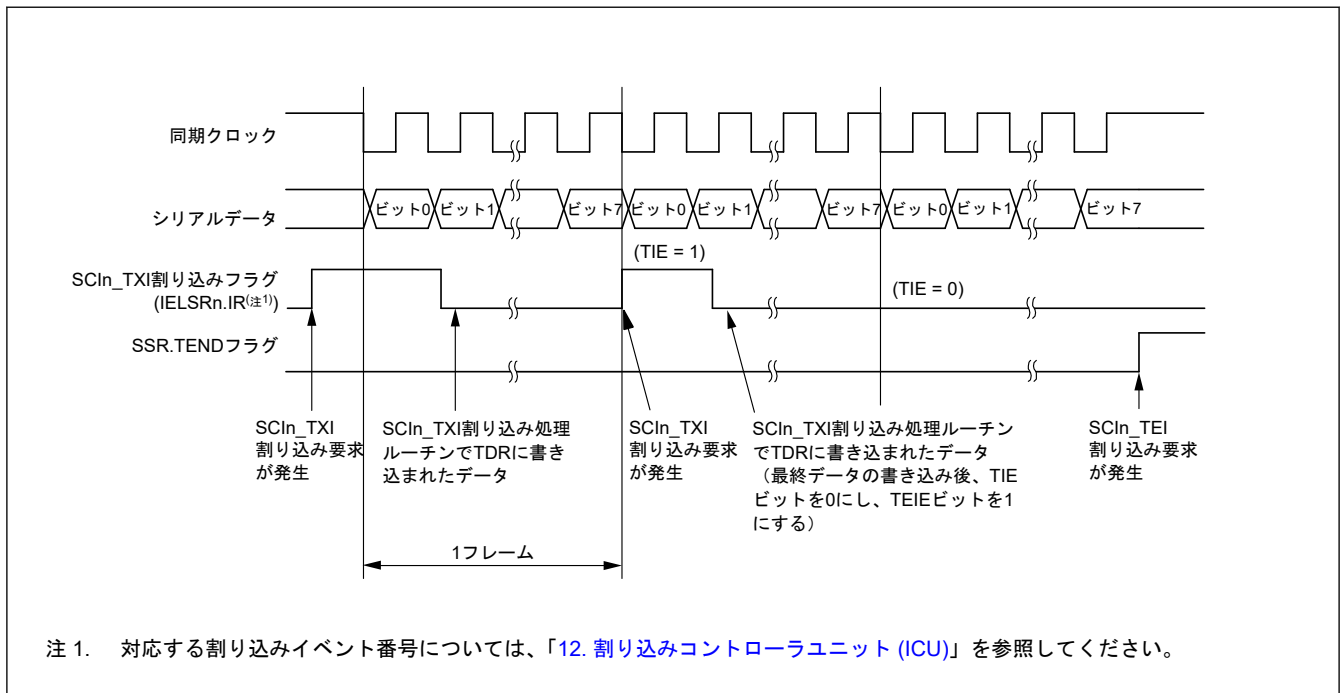 同期クロック
シリアルデータ
ビット0 ビット1 ビット7 ビット0 ビット1 ビット7 ビット0 ビット1 ビット7
(TIE = 1)
SCIn_TXI割り込みフラグ
(IELSRn.IR(注1))
(TIE = 0)
SSR.TENDフラグ
SCIn_TXI
割り込み要求
が発生
SCIn_TXI割り込み処理
ルーチンでTDRに書き
込まれたデータ
SCIn_TXI
割り込み要求
が発生
SCIn_TXI割り込み処理ルーチン
でTDRに書き込まれたデータ
（最終データの書き込み後、TIE
ビットを0にし、TEIEビットを1
にする）
SCIn_TEI
割り込み要求
が発生
1フレーム
注 1. 対応する割り込みイベント番号については、「12. 割り込みコントローラユニット (ICU)」を参照してください。